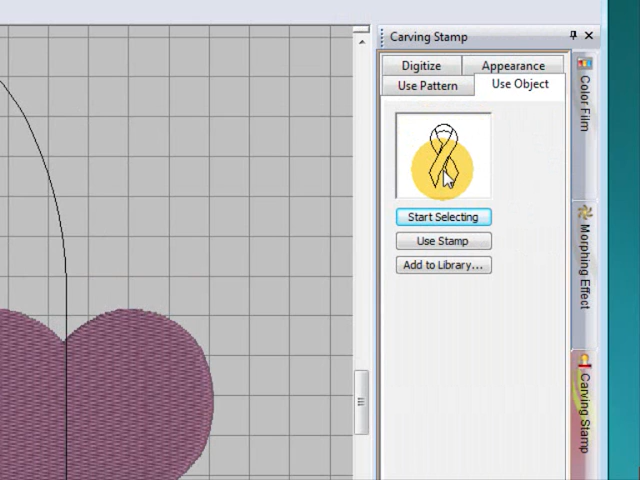 Carving Stamp
Digitize
Appearance
Use Pattern
Use Object
Start Selecting
Use Stamp
Add to Library...
Color Film
Morphing Effect
Carving Stamp